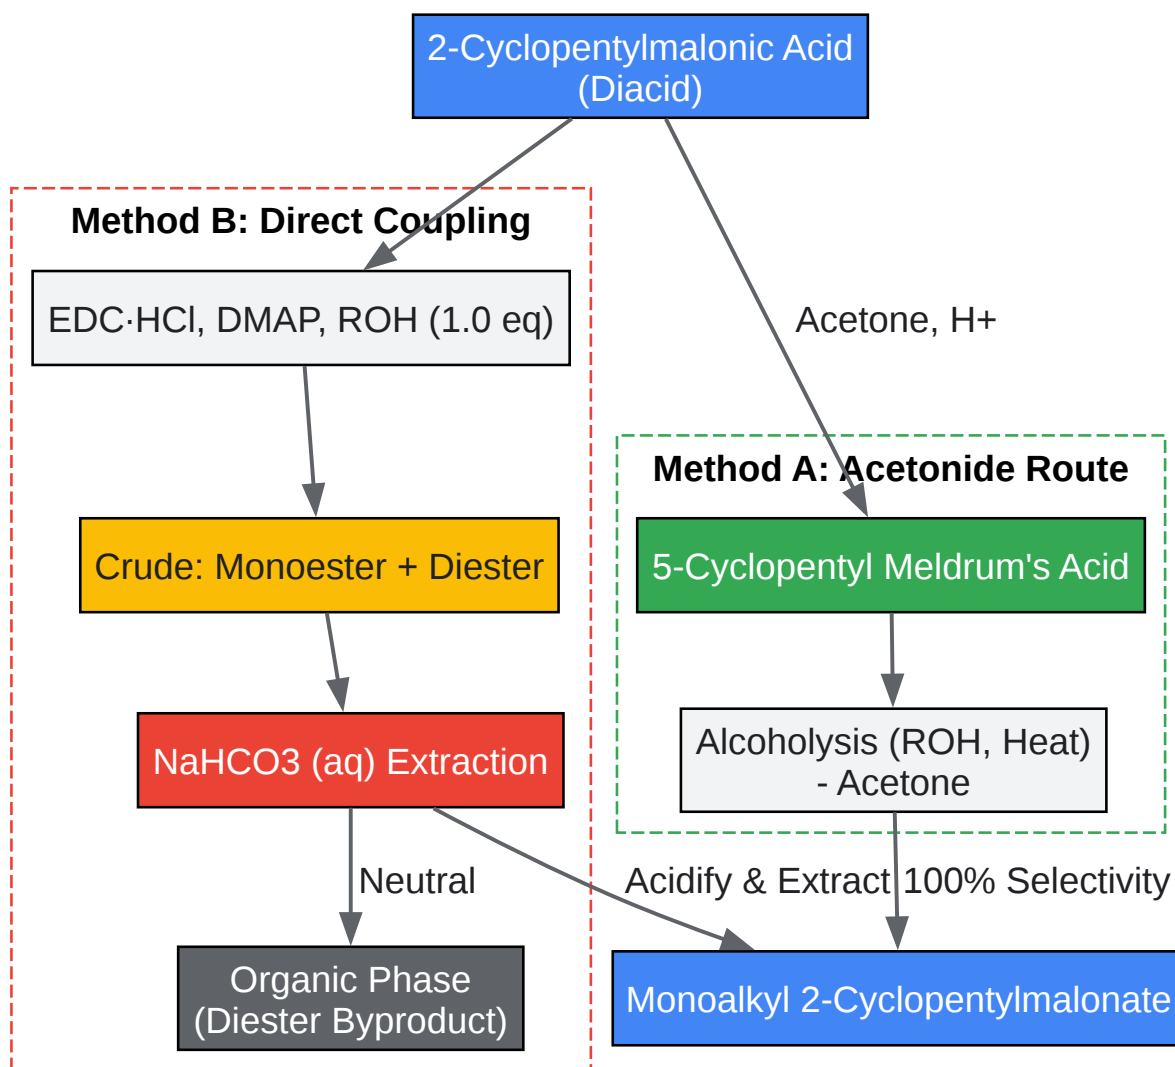 2-Cyclopentylmalonic Acid
(Diacid)
Method B: Direct Coupling
EDC·HCl, DMAP, ROH (1.0 eq)
Acetone, H+
Method A: Acetonide Route
Crude: Monoester + Diester
5-Cyclopentyl Meldrum's Acid
NaHCO3 (aq) Extraction
Alcoholysis (ROH, Heat)
- Acetone
Neutral
Acidify & Extract
100% Selectivity
Organic Phase
(Diester Byproduct)
Monoalkyl 2-Cyclopentylmalonate